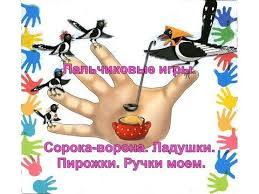 Пальчиковые игры.
Сорока-ворона. Ладушки.
Пирожки. Ручки моем.